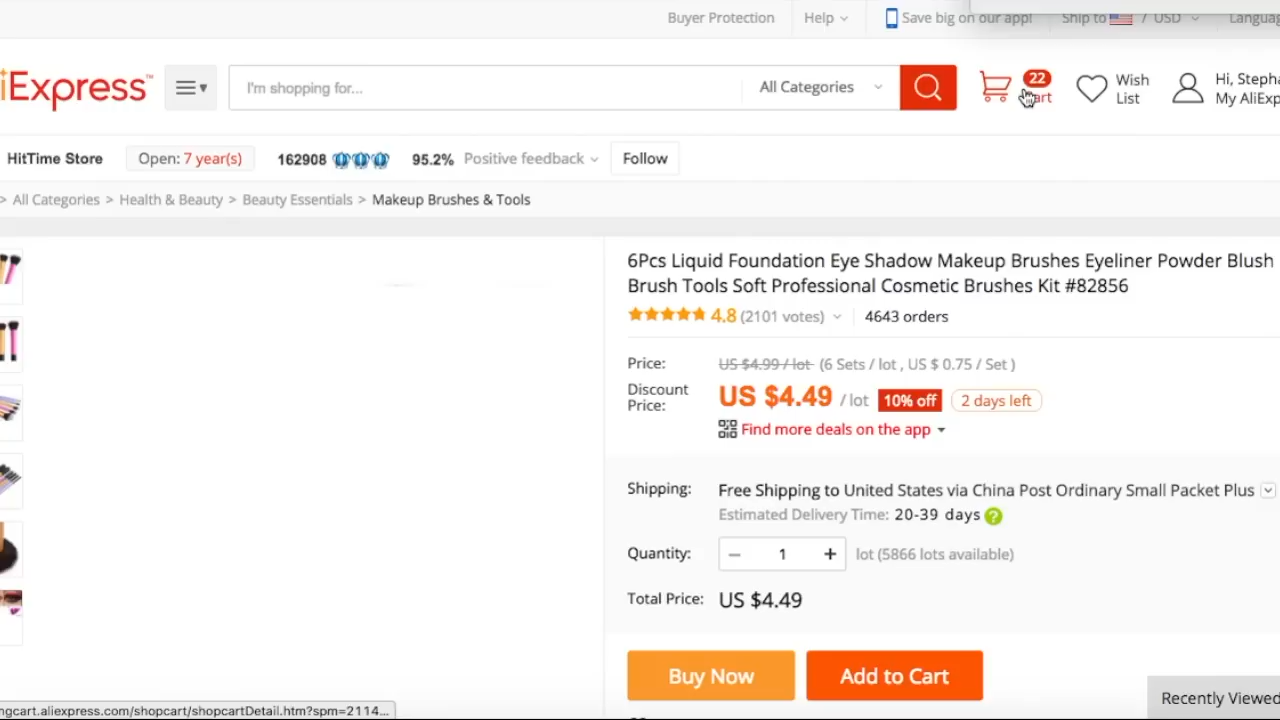 Buyer Protection
Help
Save big on our app!
Ship to / USD
Languag
iExpress™
I'm shopping for...
All Categories
22
Cart
Wish
List
Hi, Stepha
My AliExp
HitTime Store
Open: 7 year(s)
162908
95.2% Positive feedback
Follow
> All Categories > Health & Beauty > Beauty Essentials > Makeup Brushes & Tools
6Pcs Liquid Foundation Eye Shadow Makeup Brushes Eyeliner Powder Blush
Brush Tools Soft Professional Cosmetic Brushes Kit #82856
4.8 (2101 votes) 4643 orders
Price: US $4.99 / lot (6 Sets / lot , US $ 0.75 / Set )
Discount
Price:
US $4.49 / lot 10% off 2 days left
Find more deals on the app
Shipping: Free Shipping to United States via China Post Ordinary Small Packet Plus
Estimated Delivery Time: 20-39 days ?
Quantity: − 1 + lot (5866 lots available)
Total Price: US $4.49
Buy Now
Add to Cart
Recently Viewed
ngcart.aliexpress.com/shopcart/shopcartDetail.htm?spm=2114...